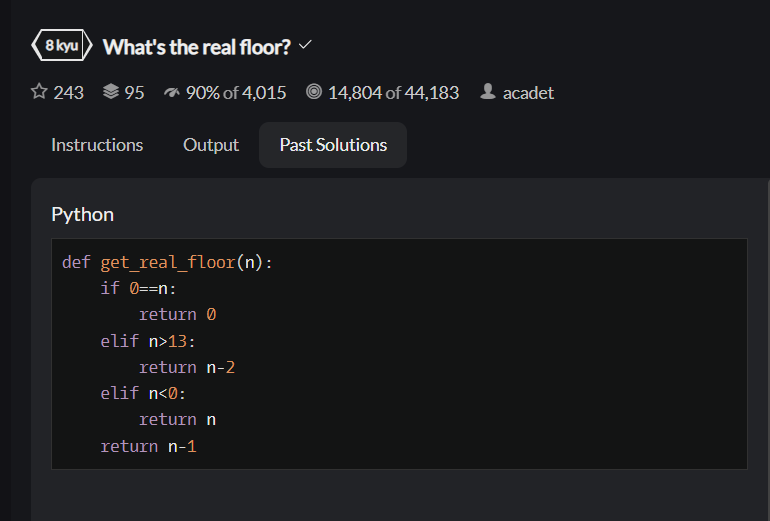 8 kyu What's the real floor?
243 95 90% of 4,015 14,804 of 44,183 acadet
Instructions Output Past Solutions
Python
def get_real_floor(n):
    if 0==n:
        return 0
    elif n>13:
        return n-2
    elif n<0:
        return n
    return n-1